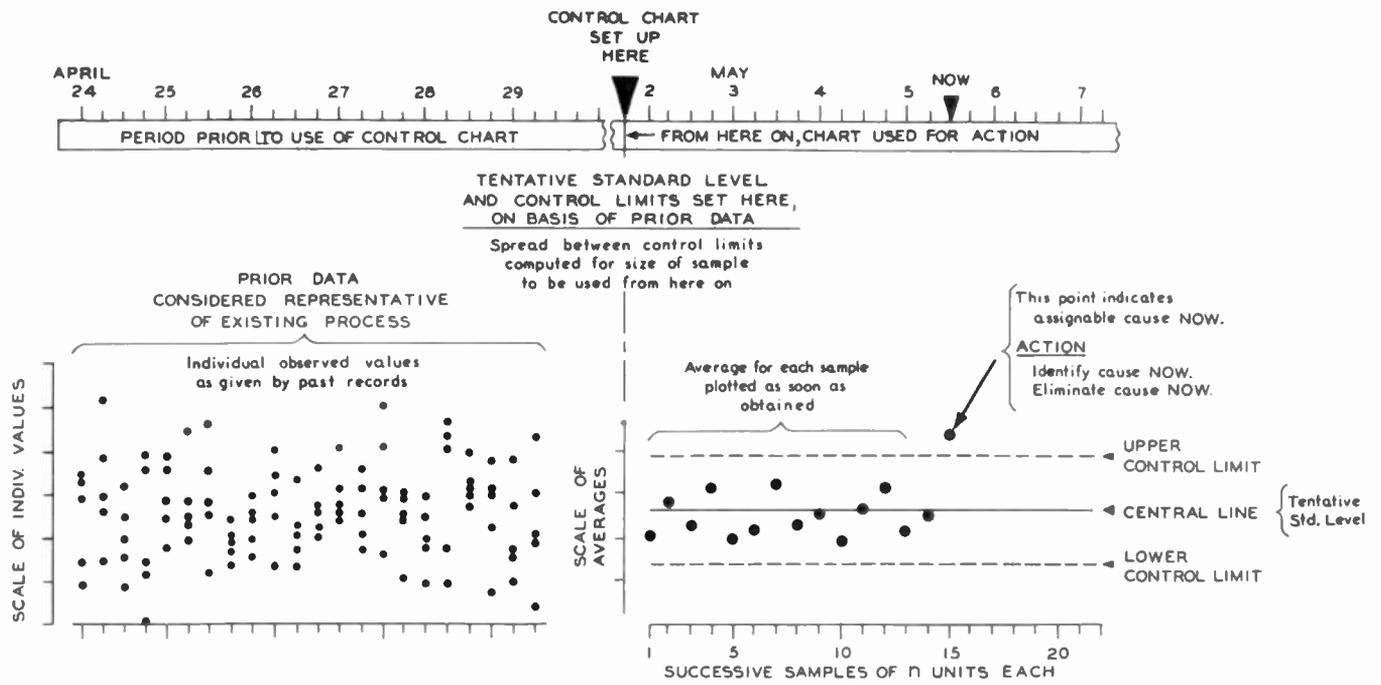 CONTROL CHART
SET UP
HERE
APRIL
MAY
NOW
24 25 26 27 28 29 2 3 4 5 6 7
PERIOD PRIOR TO USE OF CONTROL CHART
FROM HERE ON, CHART USED FOR ACTION
TENTATIVE STANDARD LEVEL
AND CONTROL LIMITS SET HERE,
ON BASIS OF PRIOR DATA
Spread between control limits
computed for size of sample
to be used from here on
PRIOR DATA
CONSIDERED REPRESENTATIVE
OF EXISTING PROCESS
Individual observed values
as given by past records
SCALE OF INDIV. VALUES
Average for each sample
plotted as soon as
obtained
This point indicates
assignable cause NOW.
ACTION
Identify cause NOW.
Eliminate cause NOW.
SCALE OF
AVERAGES
UPPER
CONTROL LIMIT
CENTRAL LINE
Tentative
Std. Level
LOWER
CONTROL LIMIT
1 5 10 15 20
SUCCESSIVE SAMPLES OF n UNITS EACH